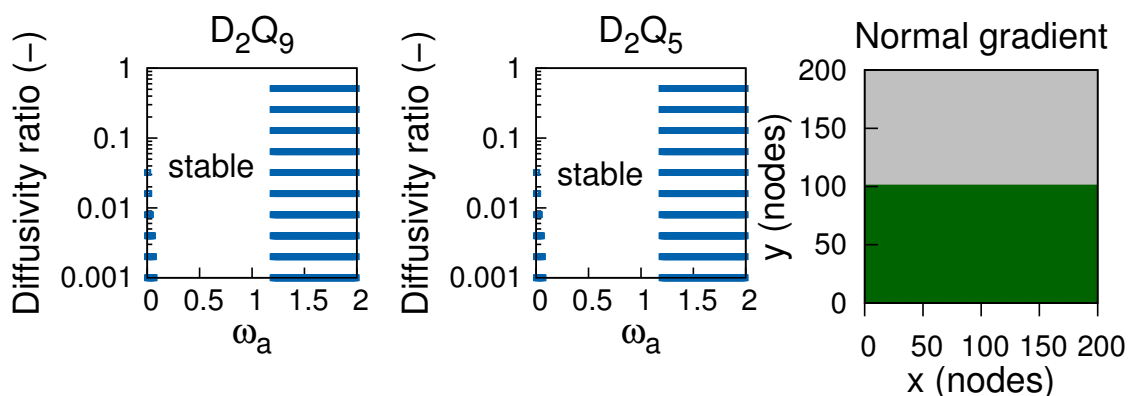 D2Q9
Diffusivity ratio (−)
1
0.1
0.01
0.001
stable
0 0.5 1 1.5 2
ωa
D2Q5
Diffusivity ratio (−)
1
0.1
0.01
0.001
stable
0 0.5 1 1.5 2
ωa
Normal gradient
y (nodes)
200
150
100
50
0
0 50 100 150 200
x (nodes)